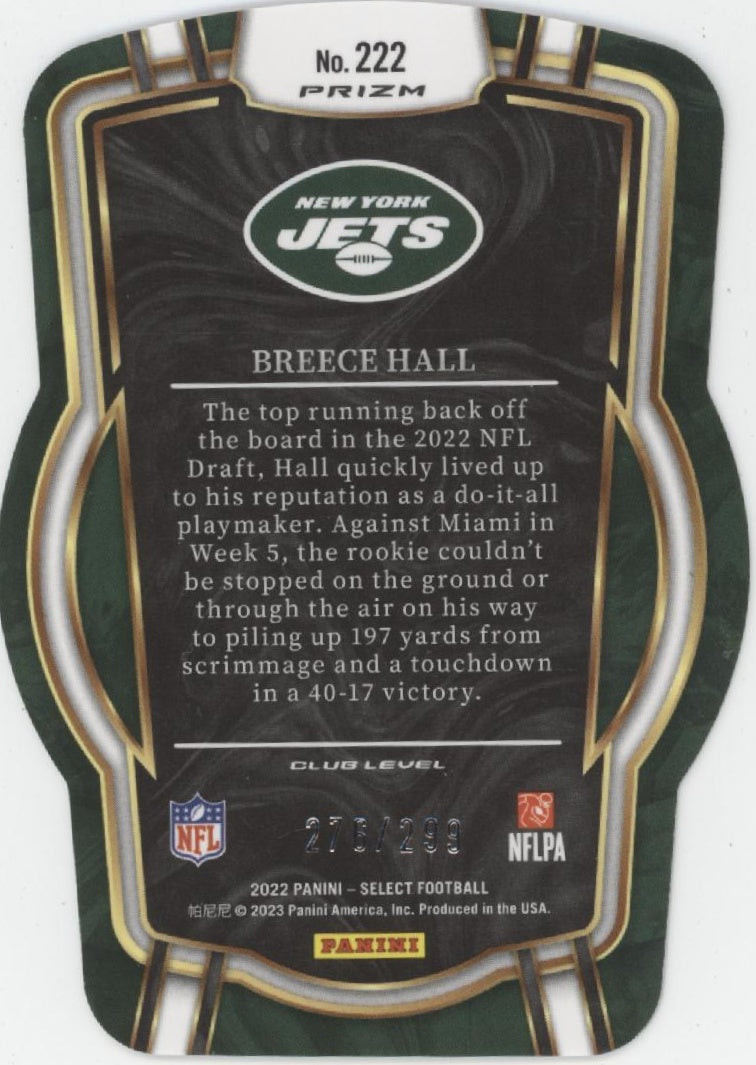 No. 222
PRIZM
NEW YORK
JETS
BREECE HALL
The top running back off
the board in the 2022 NFL
Draft, Hall quickly lived up
to his reputation as a do-it-all
playmaker. Against Miami in
Week 5, the rookie couldn't
be stopped on the ground or
through the air on his way
to piling up 197 yards from
scrimmage and a touchdown
in a 40-17 victory.
CLUB LEVEL
NFL
276/299
NFLPA
2022 PANINI – SELECT FOOTBALL
帕尼尼 © 2023 Panini America, Inc. Produced in the USA.
PANINI